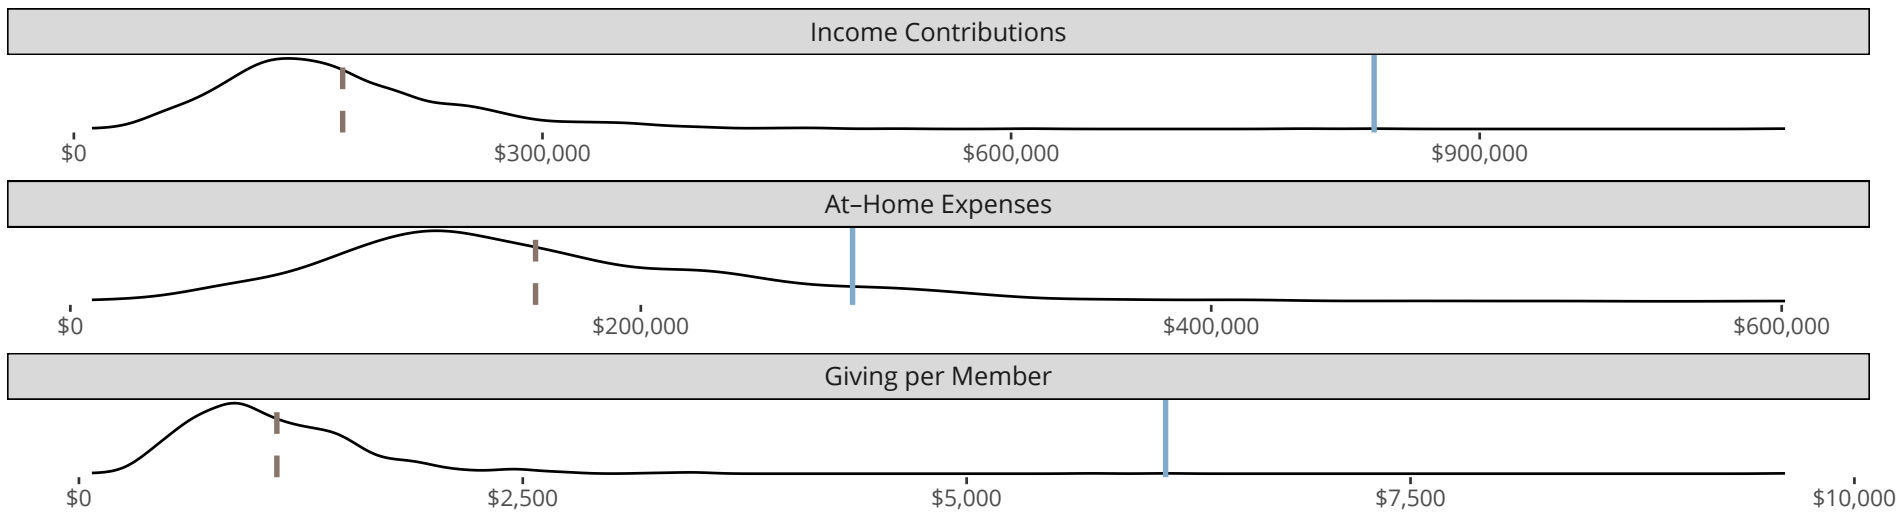 Income Contributions
$0 $300,000 $600,000 $900,000
At–Home Expenses
$0 $200,000 $400,000 $600,000
Giving per Member
$0 $2,500 $5,000 $7,500 $10,000